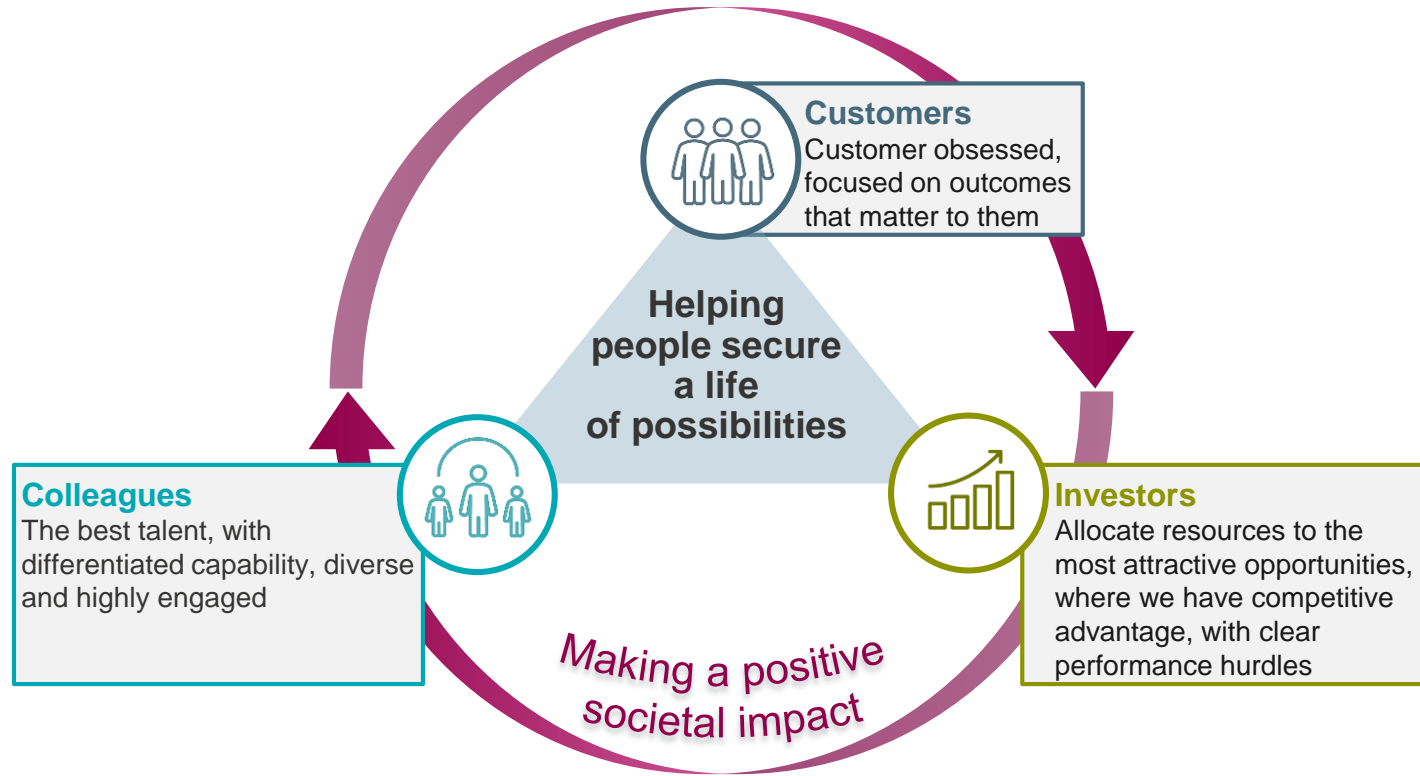 Customers
Customer obsessed,
focused on outcomes
that matter to them
Helping
people secure
a life
of possibilities
Colleagues
The best talent, with
differentiated capability, diverse
and highly engaged
Investors
Allocate resources to the
most attractive opportunities,
where we have competitive
advantage, with clear
performance hurdles
Making a positive
societal impact